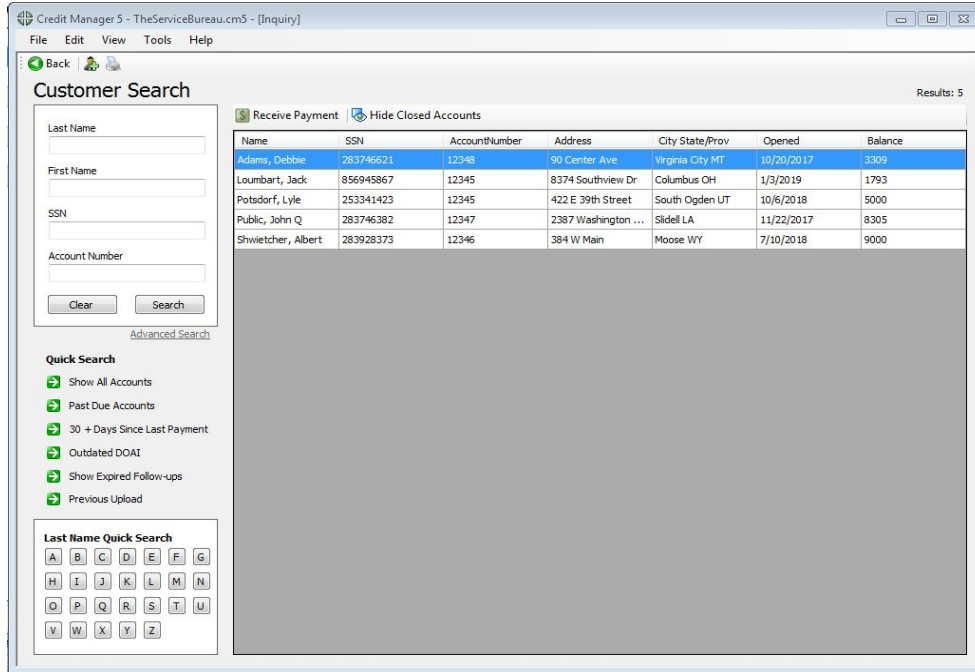 Credit Manager 5 - TheServiceBureau.cm5 - [Inquiry]
File Edit View Tools Help
Back
Customer Search
Results: 5
Last Name
First Name
SSN
Account Number
Clear Search
Advanced Search
Quick Search
Show All Accounts
Past Due Accounts
30 + Days Since Last Payment
Outdated DOAI
Show Expired Follow-ups
Previous Upload
Last Name Quick Search
A B C D E F G
H I J K L M N
O P Q R S T U
V W X Y Z
Receive Payment Hide Closed Accounts
Name SSN AccountNumber Address City State/Prov Opened Balance
Adams, Debbie 283746621 12348 90 Center Ave Virginia City MT 10/20/2017 3309
Loumbart, Jack 856945867 12345 8374 Southview Dr Columbus OH 1/3/2019 1793
Potsdorf, Lyle 253341423 12345 422 E 39th Street South Ogden UT 10/6/2018 5000
Public, John Q 283746382 12347 2387 Washington ... Slidell LA 11/22/2017 8305
Shwietcher, Albert 283928373 12346 384 W Main Moose WY 7/10/2018 9000